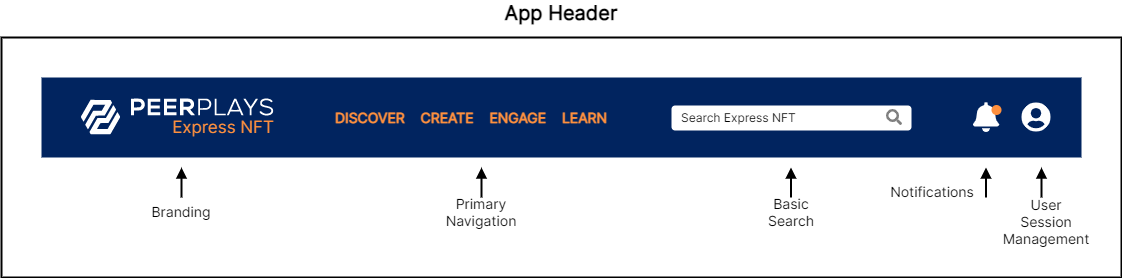 App Header
PEERPLAYS
Express NFT
DISCOVER CREATE ENGAGE LEARN
Search Express NFT
Branding
Primary
Navigation
Basic
Search
Notifications
User
Session
Management